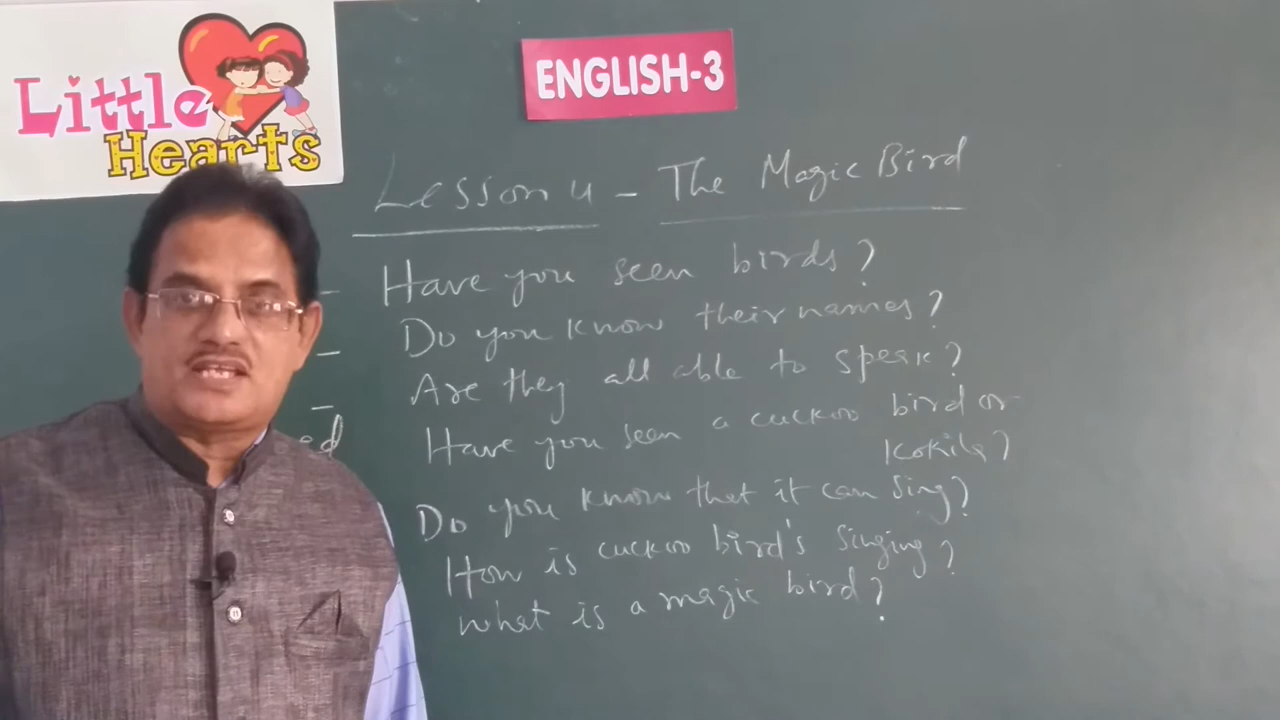 Little
Hearts
ENGLISH-3
Lesson 4 - The Magic Bird
- Have you seen birds?
Do you know their names?
- Are they all able to speak?
- Have you seen a cuckoo bird or
Kokila?
ed
Do you know that it can sing?
How is cuckoo bird's singing?
What is a magic bird?